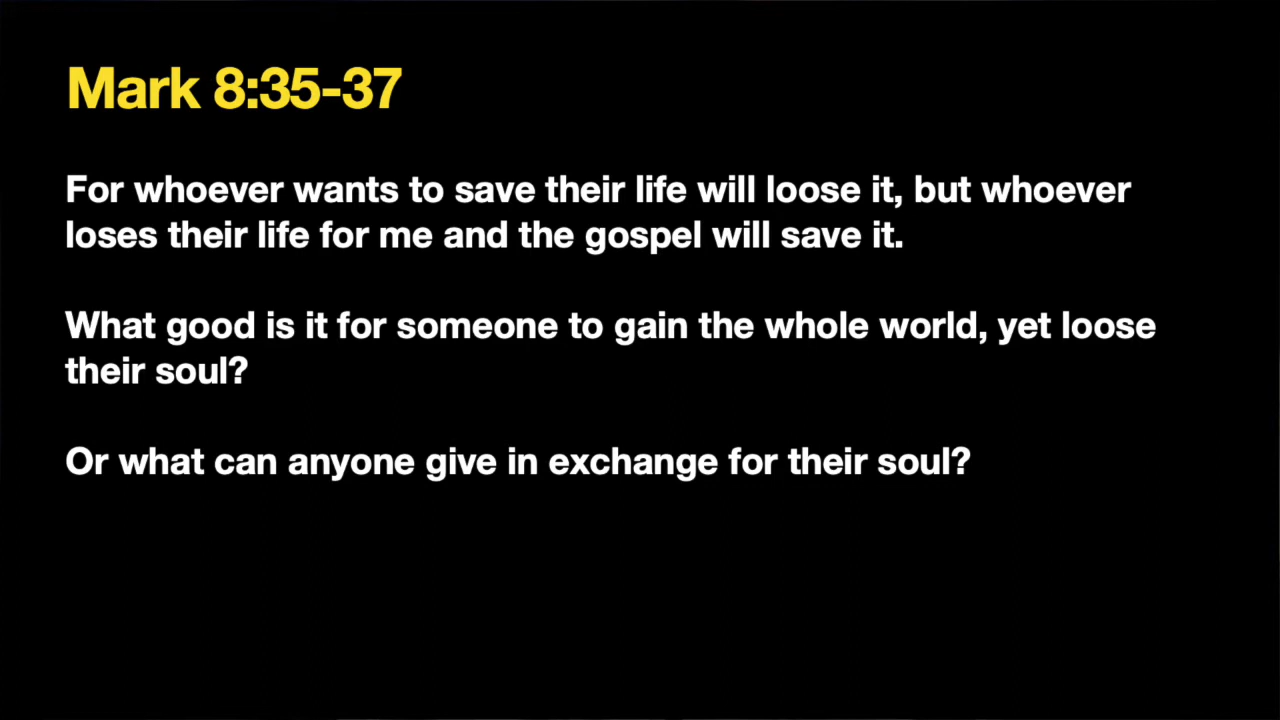 Mark 8:35-37
For whoever wants to save their life will loose it, but whoever
loses their life for me and the gospel will save it.
What good is it for someone to gain the whole world, yet loose
their soul?
Or what can anyone give in exchange for their soul?